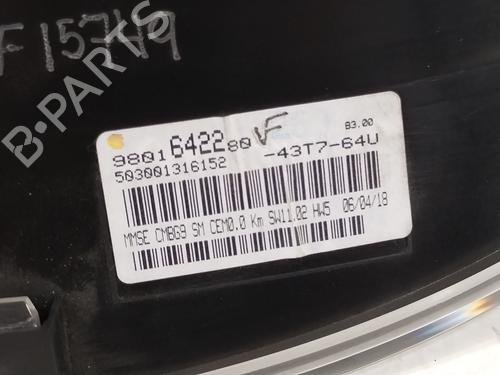 F157H9
B-PARTS
83.00
9801642280 VF -43T7-64U
503001316152
MMSE CMBG9 SM CEM0.0 Km SW11.02 HW5 06/04/18